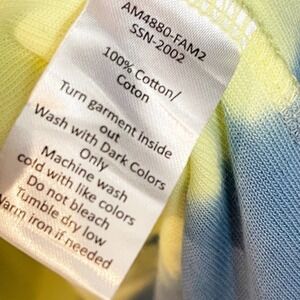 AM4880-FAM2
SSN-2002
100% Cotton/
Coton
Turn garment inside
out
Wash with Dark Colors
Only
Machine wash
cold with like colors
Do not bleach
Tumble dry low
Warm iron if needed